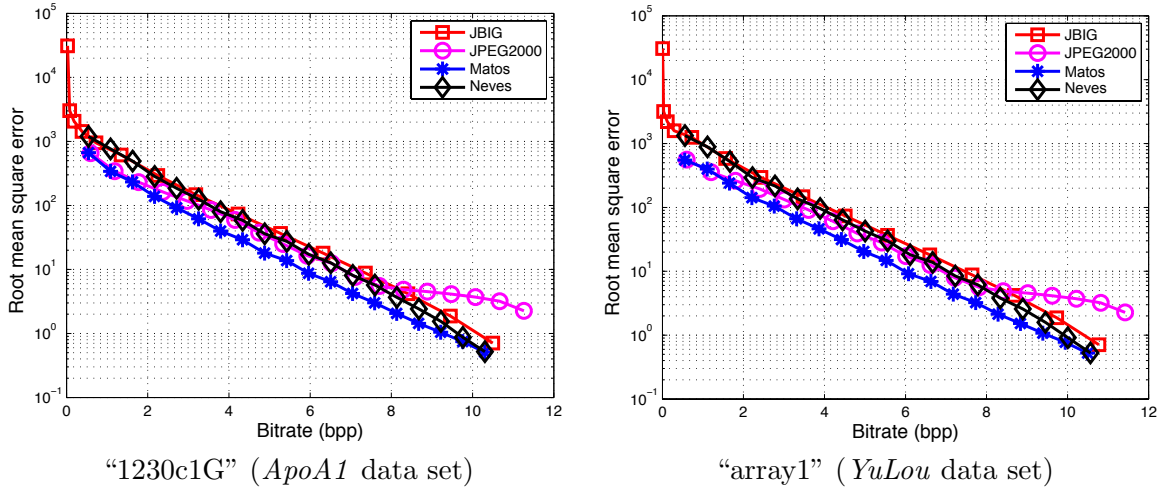 10^5
10^4
10^3
10^2
10^1
10^0
10^-1
Root mean square error
0 2 4 6 8 10 12
Bitrate (bpp)
JBIG
JPEG2000
Matos
Neves
“1230c1G” (ApoA1 data set)
10^5
10^4
10^3
10^2
10^1
10^0
10^-1
Root mean square error
0 2 4 6 8 10 12
Bitrate (bpp)
JBIG
JPEG2000
Matos
Neves
“array1” (YuLou data set)